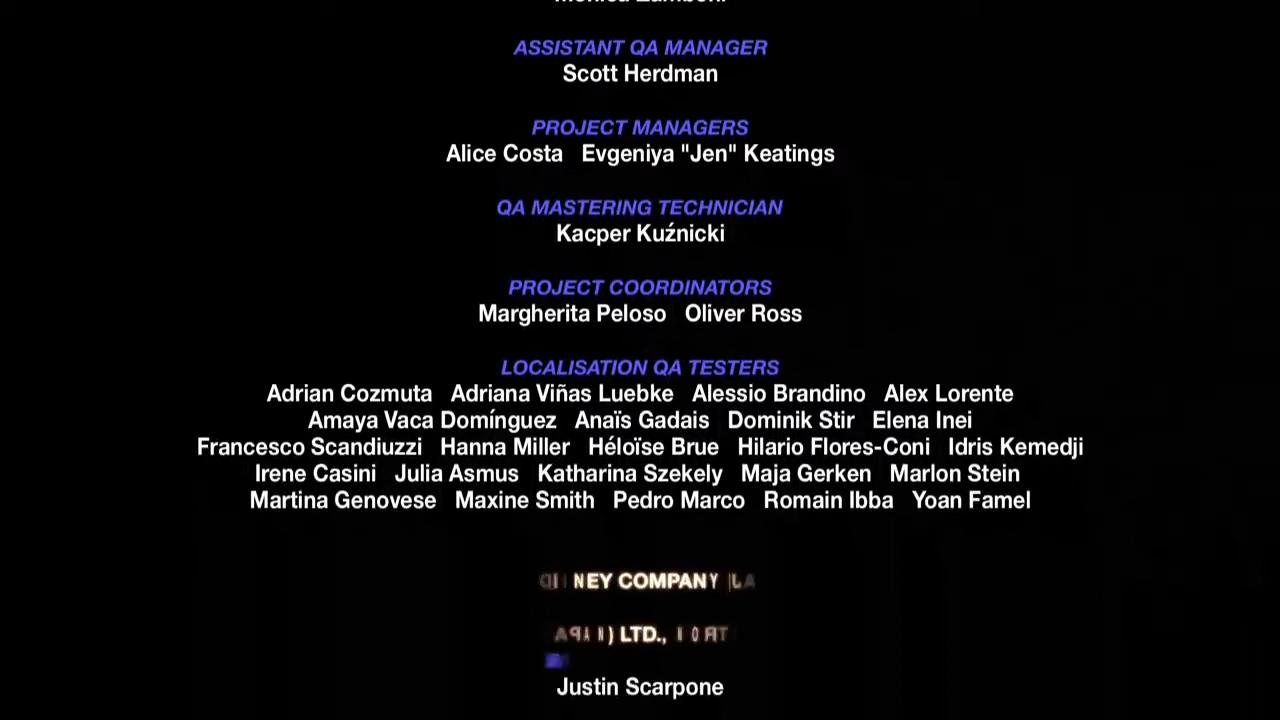 ASSISTANT QA MANAGER
Scott Herdman
PROJECT MANAGERS
Alice Costa Evgeniya "Jen" Keatings
QA MASTERING TECHNICIAN
Kacper Kuźnicki
PROJECT COORDINATORS
Margherita Peloso Oliver Ross
LOCALISATION QA TESTERS
Adrian Cozmuta Adriana Viñas Luebke Alessio Brandino Alex Lorente
Amaya Vaca Domínguez Anaïs Gadais Dominik Stir Elena Inei
Francesco Scandiuzzi Hanna Miller Héloïse Brue Hilario Flores-Coni Idris Kemedji
Irene Casini Julia Asmus Katharina Szekely Maja Gerken Marlon Stein
Martina Genovese Maxine Smith Pedro Marco Romain Ibba Yoan Famel
COMPANY
LTD.,
Justin Scarpone